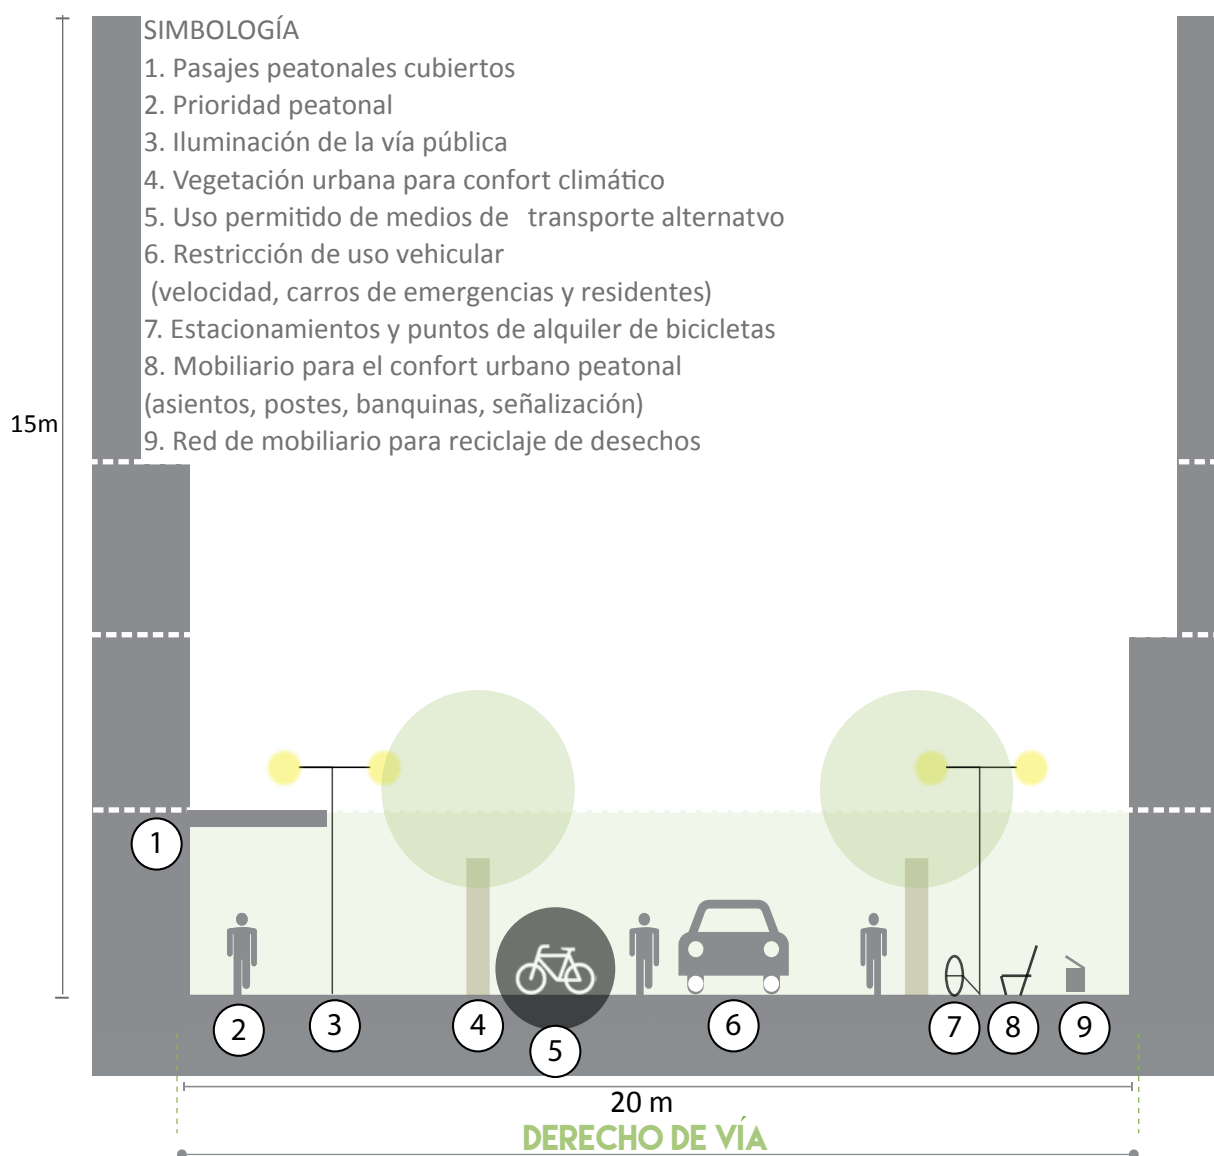 SIMBOLOGÍA
1. Pasajes peatonales cubiertos
2. Prioridad peatonal
3. Iluminación de la vía pública
4. Vegetación urbana para confort climático
5. Uso permitido de medios de transporte alternatvo
6. Restricción de uso vehicular
(velocidad, carros de emergencias y residentes)
7. Estacionamientos y puntos de alquiler de bicicletas
8. Mobiliario para el confort urbano peatonal
(asientos, postes, banquinas, señalización)
9. Red de mobiliario para reciclaje de desechos
15m
1
2
3
4
5
6
7
8
9
20 m
DERECHO DE VÍA